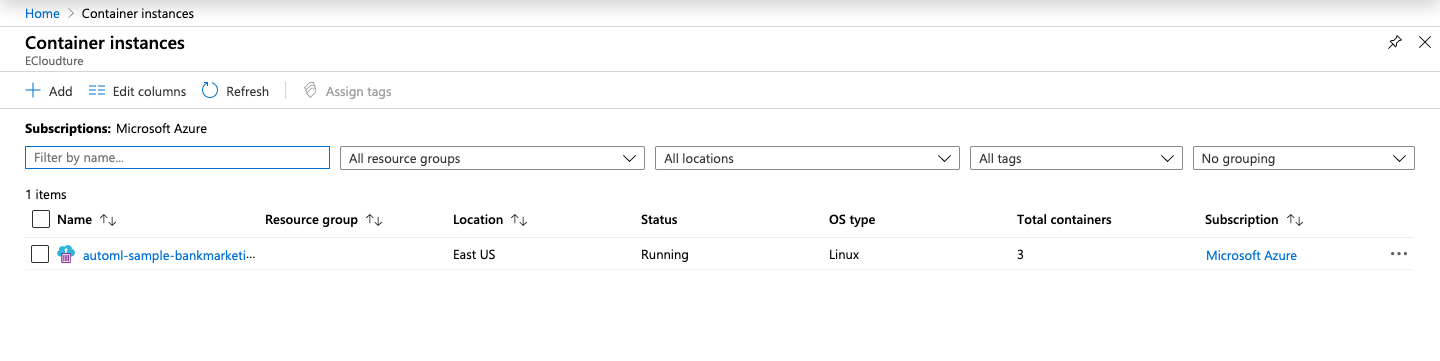 Home > Container instances
Container instances
ECloudture
Add Edit columns Refresh Assign tags
Subscriptions: Microsoft Azure
Filter by name... All resource groups All locations All tags No grouping
1 items
Name Resource group Location Status OS type Total containers Subscription
automl-sample-bankmarketi... East US Running Linux 3 Microsoft Azure